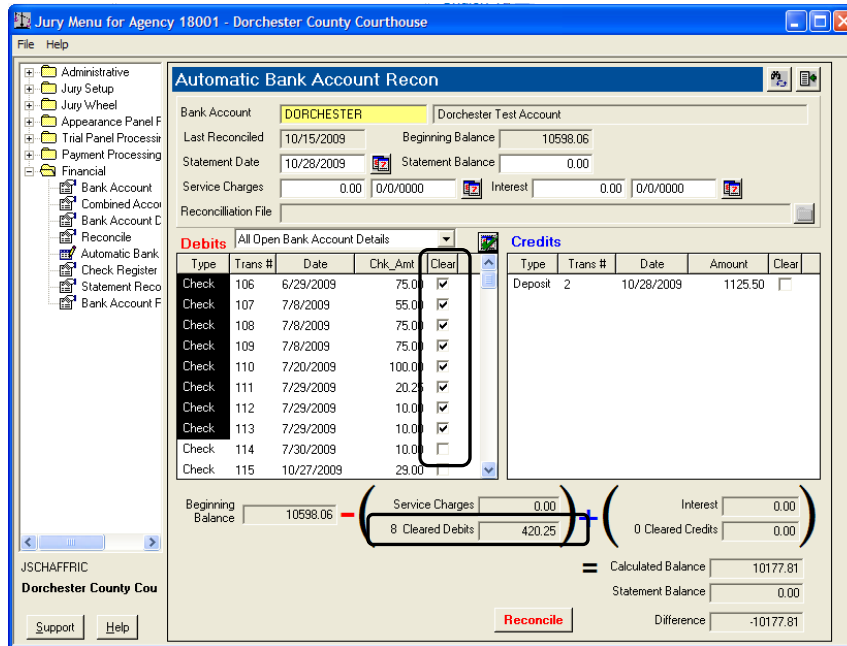 Jury Menu for Agency 18001 - Dorchester County Courthouse
File Help
Administrative
Jury Setup
Jury Wheel
Appearance Panel F
Trial Panel Processir
Payment Processing
Financial
Bank Account
Combined Accou
Bank Account D
Reconcile
Automatic Bank
Check Register
Statement Reco
Bank Account F
JSCHAFFRIC
Dorchester County Cou
Support Help
Automatic Bank Account Recon
Bank Account DORCHESTER Dorchester Test Account
Last Reconciled 10/15/2009 Beginning Balance 10598.06
Statement Date 10/28/2009 Statement Balance 0.00
Service Charges 0.00 0/0/0000 Interest 0.00 0/0/0000
Reconcilliation File
Debits All Open Bank Account Details
Type Trans # Date Chk_Amt Clear
Check 106 6/29/2009 75.00
Check 107 7/8/2009 55.00
Check 108 7/8/2009 75.00
Check 109 7/8/2009 75.00
Check 110 7/20/2009 100.00
Check 111 7/29/2009 20.25
Check 112 7/29/2009 10.00
Check 113 7/29/2009 10.00
Check 114 7/30/2009 10.00
Check 115 10/27/2009 29.00
Credits
Type Trans # Date Amount Clear
Deposit 2 10/28/2009 1125.50
Beginning
Balance 10598.06 - ( Service Charges 0.00
8 Cleared Debits 420.25 ) + ( Interest 0.00
0 Cleared Credits 0.00 )
= Calculated Balance 10177.81
Statement Balance 0.00
Reconcile Difference -10177.81